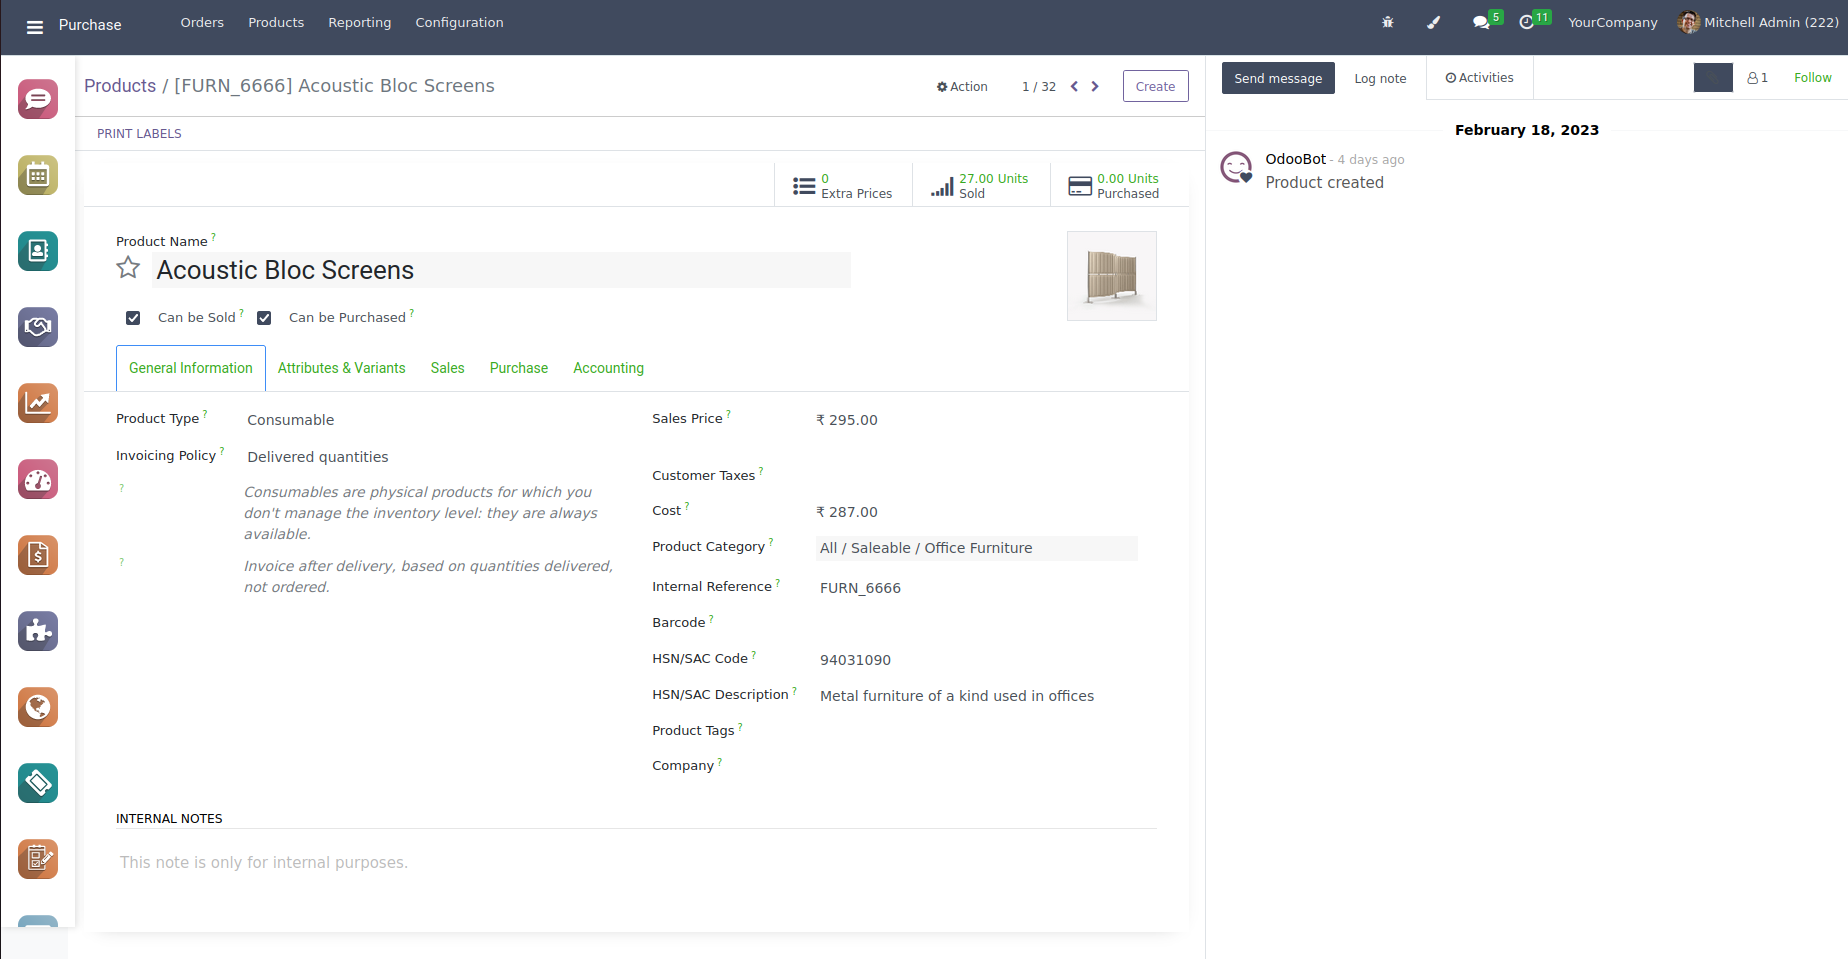 Purchase Orders Products Reporting Configuration 5 11 YourCompany Mitchell Admin (222)
Products / [FURN_6666] Acoustic Bloc Screens
Action
1 / 32
Create
PRINT LABELS
0
Extra Prices
27.00 Units
Sold
0.00 Units
Purchased
Product Name ?
Acoustic Bloc Screens
Can be Sold ? Can be Purchased ?
General Information Attributes & Variants Sales Purchase Accounting
Product Type ? Consumable
Invoicing Policy ? Delivered quantities
? Consumables are physical products for which you
don't manage the inventory level: they are always
available.
? Invoice after delivery, based on quantities delivered,
not ordered.
Sales Price ? ₹ 295.00
Customer Taxes ?
Cost ? ₹ 287.00
Product Category ? All / Saleable / Office Furniture
Internal Reference ? FURN_6666
Barcode ?
HSN/SAC Code ? 94031090
HSN/SAC Description ? Metal furniture of a kind used in offices
Product Tags ?
Company ?
INTERNAL NOTES
This note is only for internal purposes.
Send message Log note Activities 1 Follow
February 18, 2023
OdooBot - 4 days ago
Product created